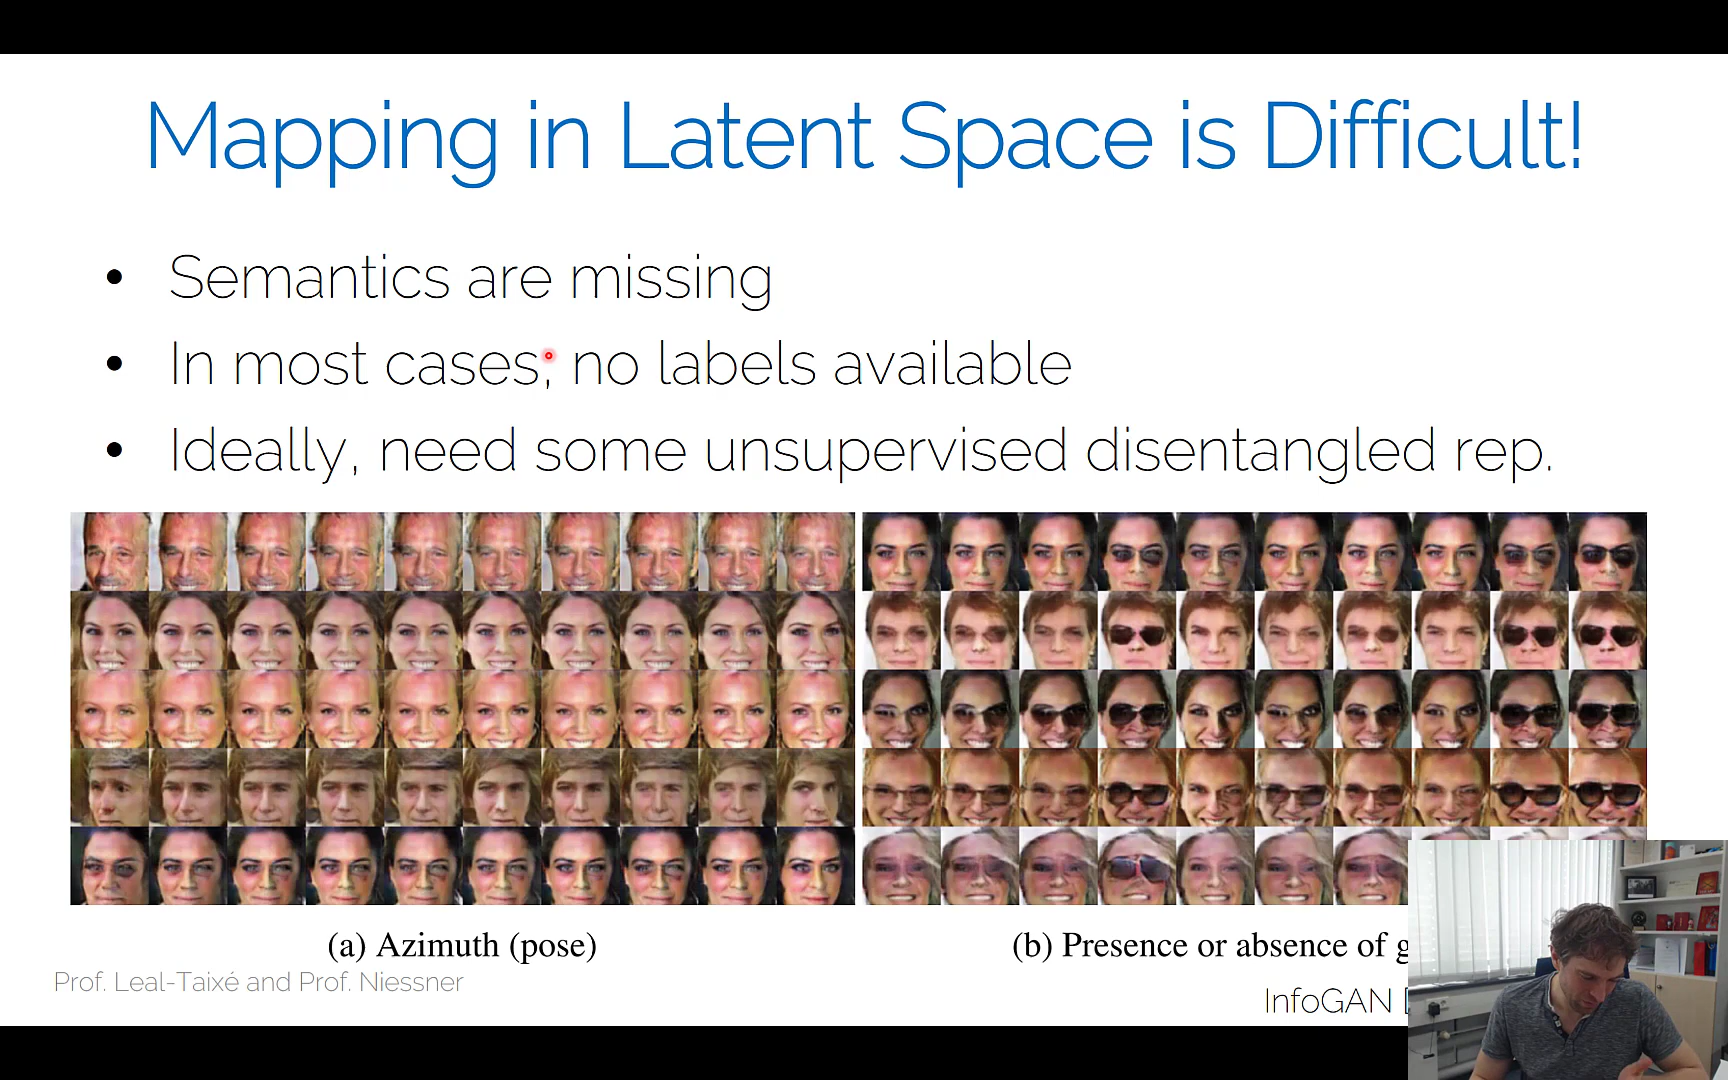 Mapping in Latent Space is Difficult!
• Semantics are missing
• In most cases, no labels available
• Ideally, need some unsupervised disentangled rep.
(a) Azimuth (pose)
(b) Presence or absence of
Prof. Leal-Taixé and Prof. Niessner
InfoGAN